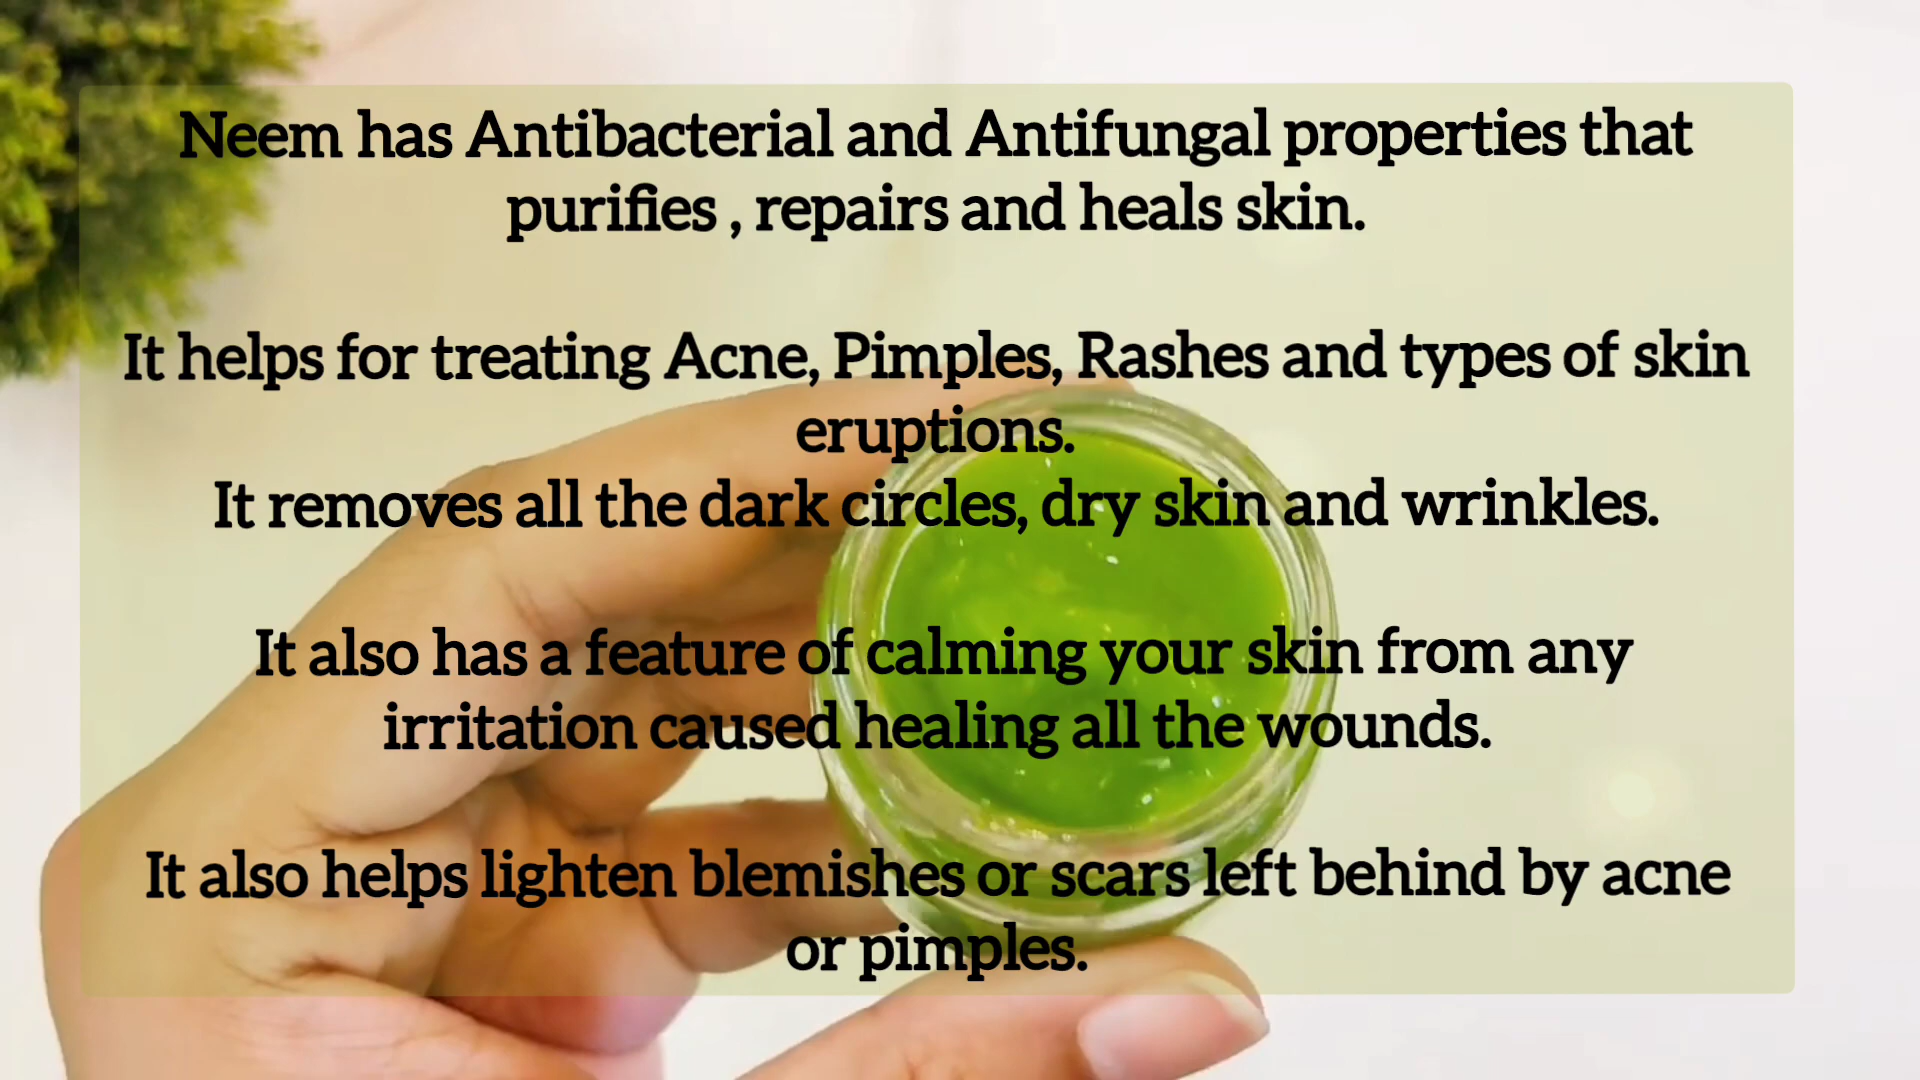 Neem has Antibacterial and Antifungal properties that
purifies , repairs and heals skin.
It helps for treating Acne, Pimples, Rashes and types of skin
eruptions.
It removes all the dark circles, dry skin and wrinkles.
It also has a feature of calming your skin from any
irritation caused healing all the wounds.
It also helps lighten blemishes or scars left behind by acne
or pimples.